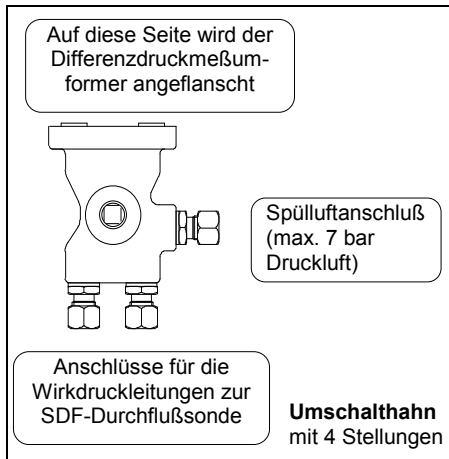 Auf diese Seite wird der
Differenzdruckmeßum-
former angeflanscht
Spülluftanschluß
(max. 7 bar
Druckluft)
Anschlüsse für die
Wirkdruckleitungen zur
SDF-Durchflußsonde
Umschalthahn
mit 4 Stellungen